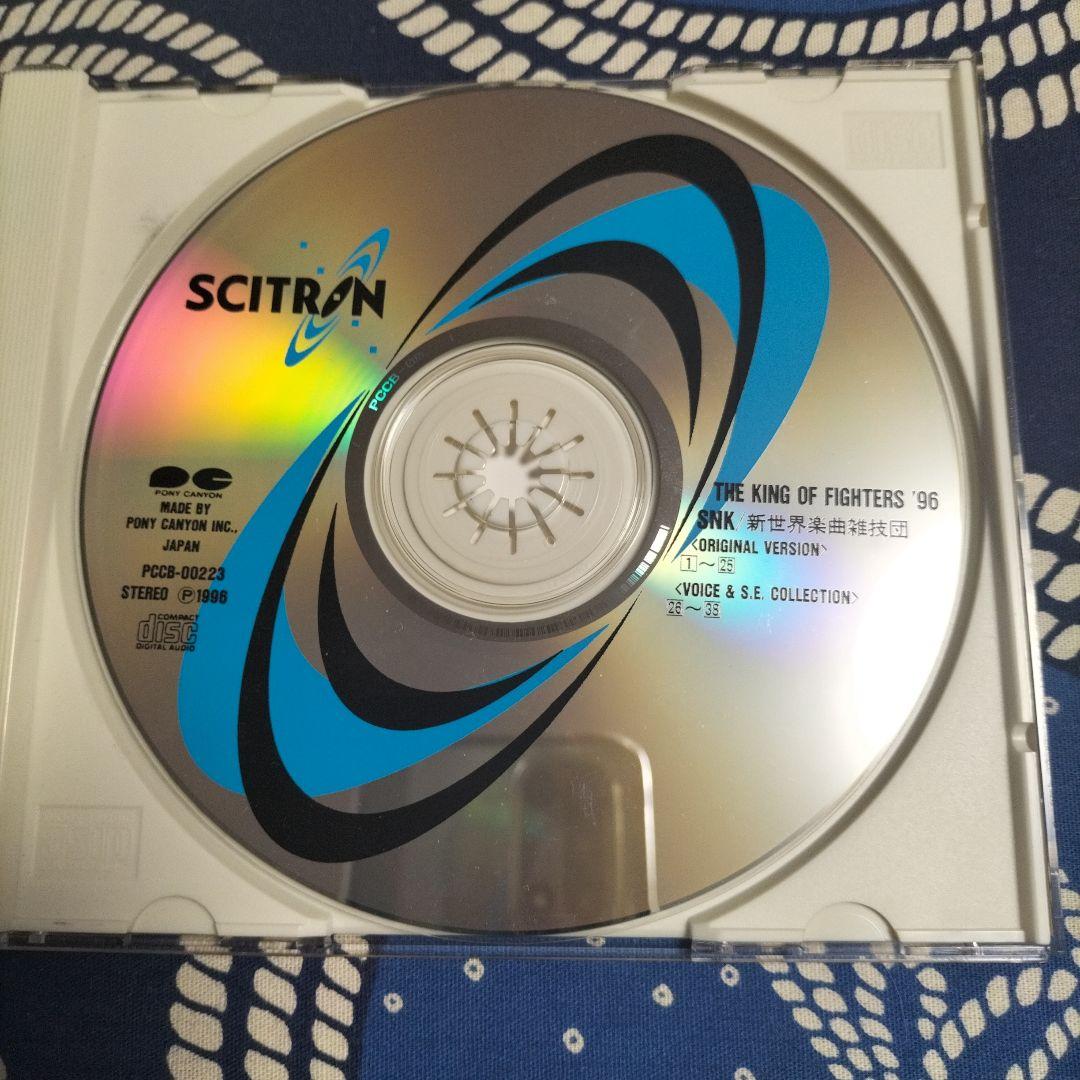 SCITRON
PCCB
PONY CANYON
MADE BY
PONY CANYON INC.,
JAPAN
PCCB-00223
STEREO Ⓟ1996
COMPACT
disc
DIGITAL AUDIO
THE KING OF FIGHTERS '96
SNK/新世界楽曲雑技団
<ORIGINAL VERSION>
1~25
<VOICE & S.E. COLLECTION>
26~38